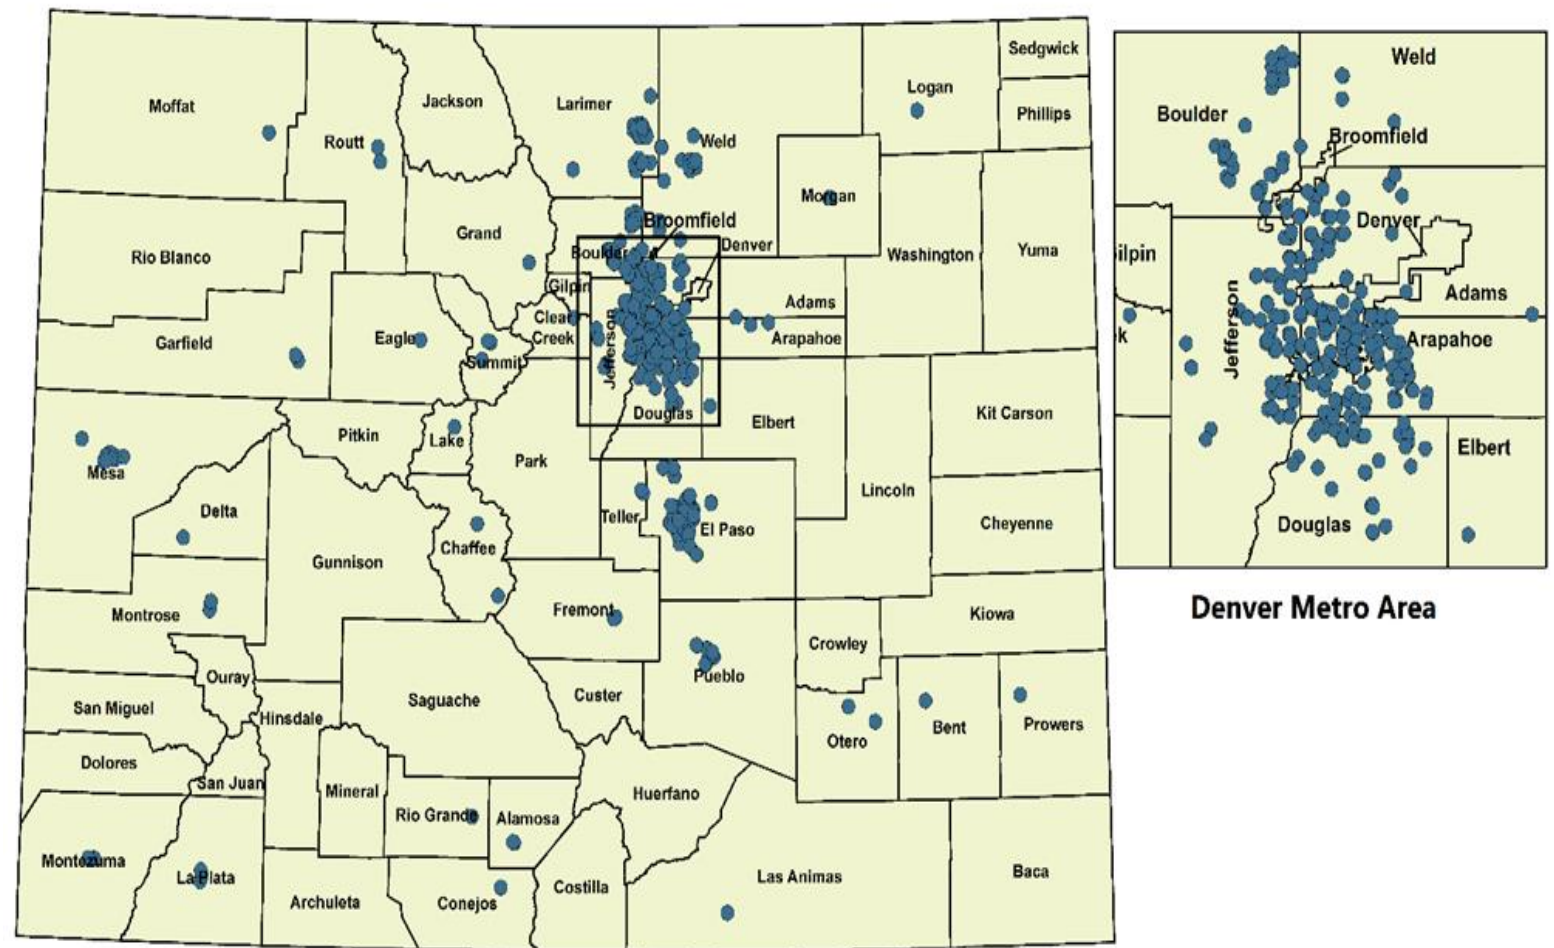 Sedgwick
Logan
Phillips
Moffat
Jackson
Larimer
Routt
Weld
Morgan
Grand
Broomfield
Rio Blanco
Boulder
Denver
Washington
Yuma
Gilpin
Adams
Clear
Creek
Garfield
Eagle
Summit
Jefferson
Arapahoe
Douglas
Elbert
Kit Carson
Pitkin
Lake
Mesa
Park
Lincoln
Delta
Teller
El Paso
Cheyenne
Gunnison
Chaffee
Montrose
Fremont
Kiowa
Crowley
Ouray
Pueblo
San Miguel
Hinsdale
Saguache
Custer
Otero
Bent
Prowers
Dolores
San Juan
Mineral
Rio Grande
Alamosa
Huerfano
Montezuma
La Plata
Archuleta
Conejos
Costilla
Las Animas
Baca
Weld
Boulder
Broomfield
Denver
ilpin
Adams
k
Jefferson
Arapahoe
Elbert
Douglas
Denver Metro Area